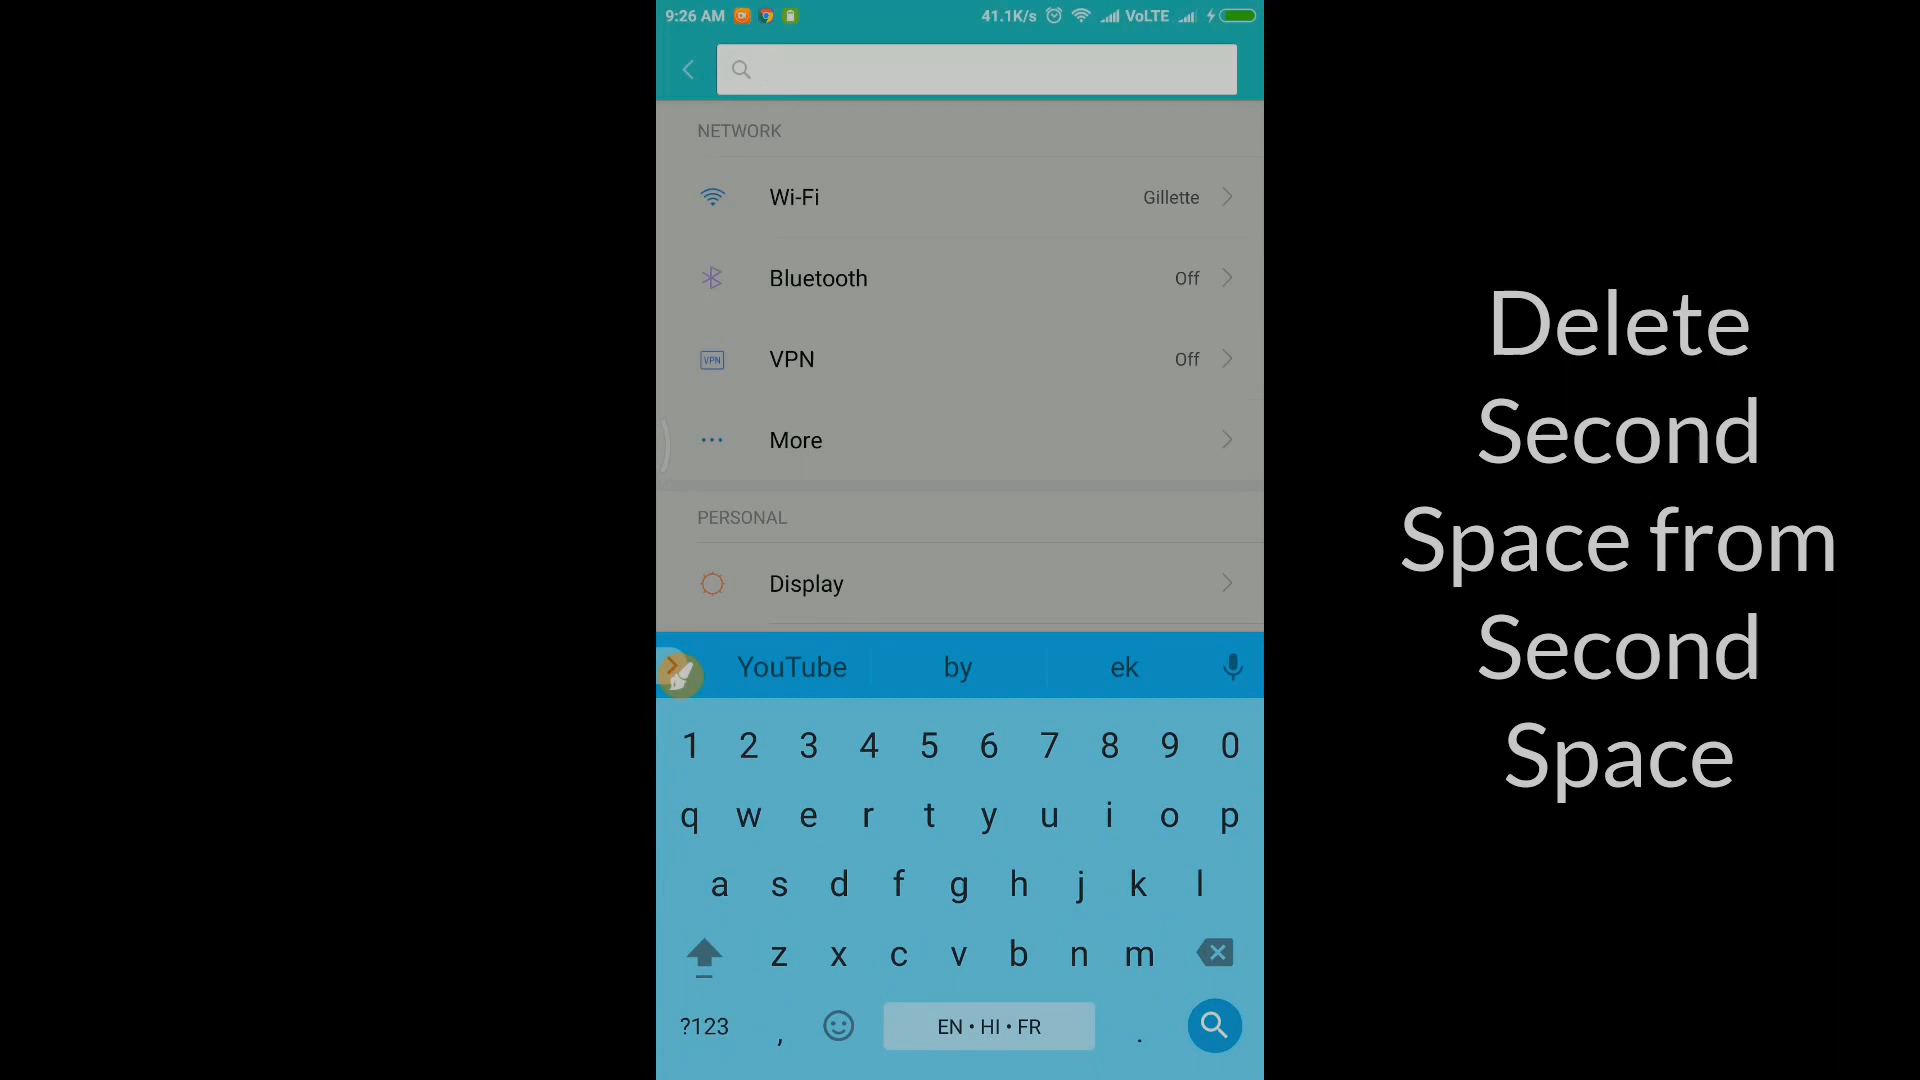 9:26 AM 41.1K/s VoLTE
NETWORK
Wi-Fi Gillette
Bluetooth Off
VPN VPN Off
More
PERSONAL
Display
YouTube by ek
1 2 3 4 5 6 7 8 9 0
q w e r t y u i o p
a s d f g h j k l
z x c v b n m
?123 , EN • HI • FR .
Delete
Second
Space from
Second
Space